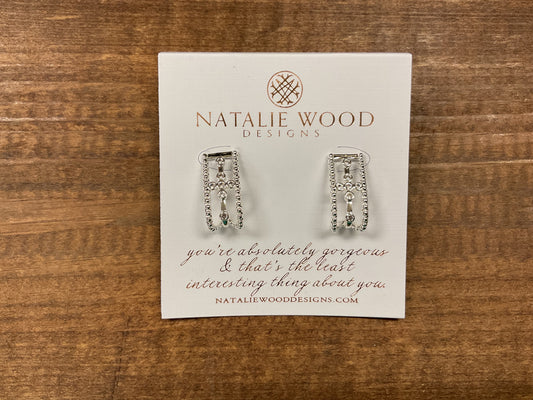 NATALIE WOOD
DESIGNS
you're absolutely gorgeous
& that's the least
interesting thing about you.
NATALIEWOODDESIGNS.COM